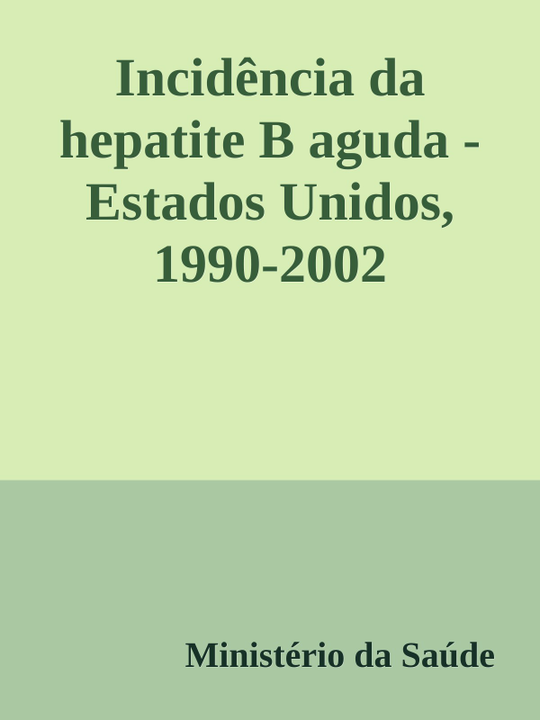 Incidência da
hepatite B aguda -
Estados Unidos,
1990-2002
Ministério da Saúde